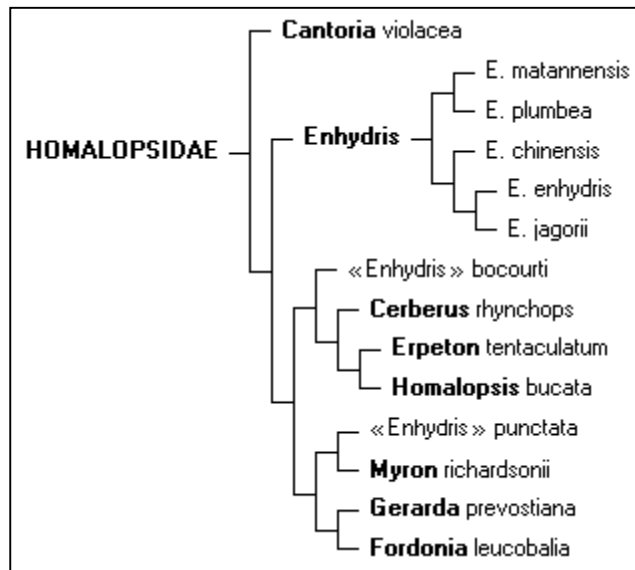 Cantoria violacea
E. matannensis
E. plumbea
HOMALOPSIDAE
Enhydris
E. chinensis
E. enhydris
E. jagorii
«Enhydris» bocourti
Cerberus rhynchops
Erpeton tentaculatum
Homalopsis bucata
«Enhydris» punctata
Myron richardsonii
Gerarda prevostiana
Fordonia leucobalia